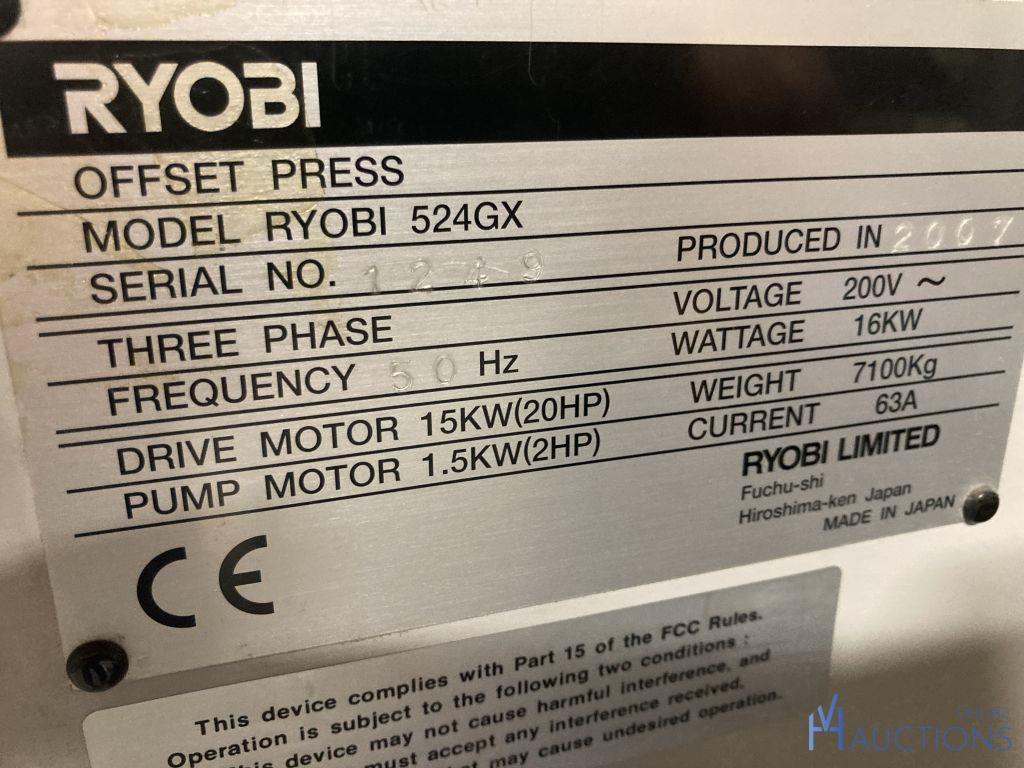 RYOBI
OFFSET PRESS
MODEL RYOBI 524GX
SERIAL NO. 1249
PRODUCED IN 2007
THREE PHASE
VOLTAGE 200V ~
FREQUENCY 50 Hz
WATTAGE 16KW
DRIVE MOTOR 15KW(20HP)
WEIGHT 7100Kg
PUMP MOTOR 1.5KW(2HP)
CURRENT 63A
RYOBI LIMITED
Fuchu-shi
Hiroshima-ken Japan
MADE IN JAPAN
CE
This device complies with Part 15 of the FCC Rules.
Operation is subject to the following two conditions :
device may not cause harmful interference, and
must accept any interference received,
may cause undesired operation.
ONLINE
AUCTIONS